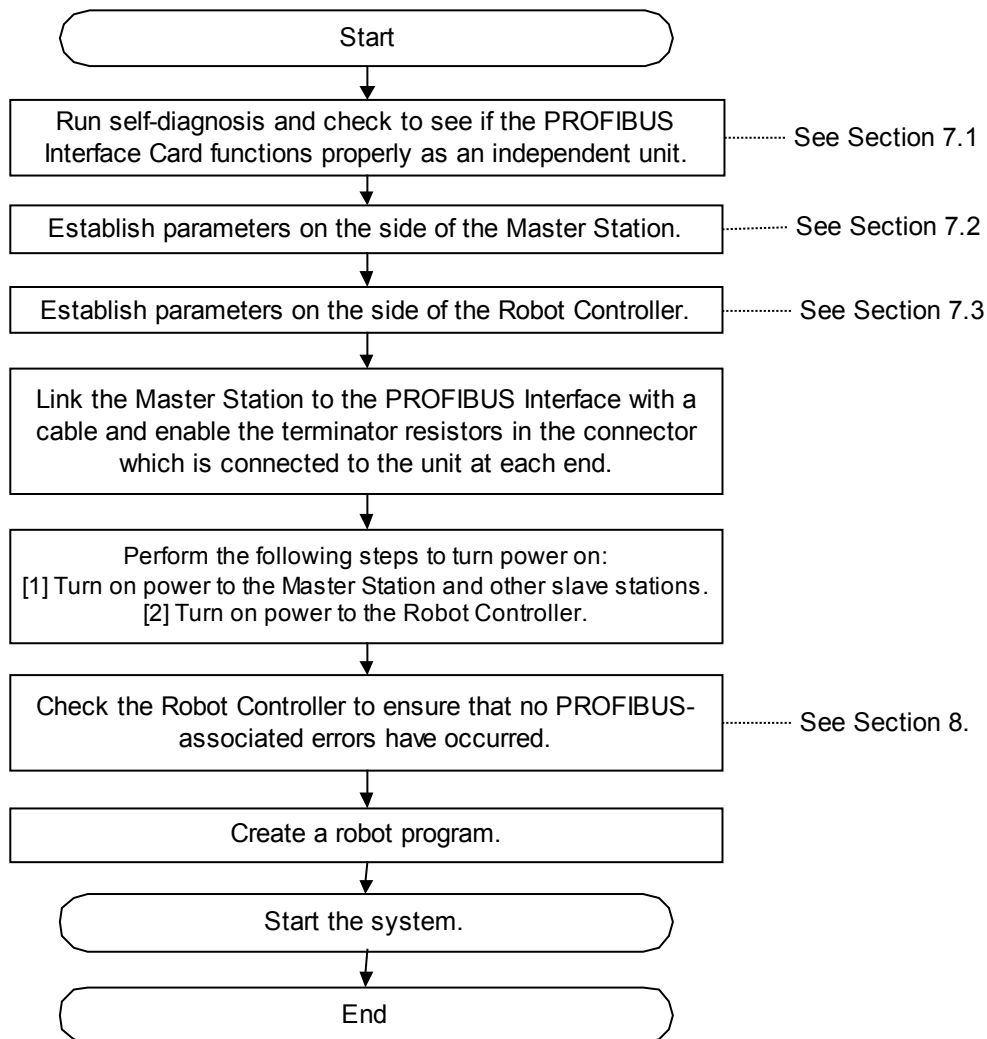 Start
Run self-diagnosis and check to see if the PROFIBUS
Interface Card functions properly as an independent unit.
See Section 7.1
Establish parameters on the side of the Master Station.
See Section 7.2
Establish parameters on the side of the Robot Controller.
See Section 7.3
Link the Master Station to the PROFIBUS Interface with a
cable and enable the terminator resistors in the connector
which is connected to the unit at each end.
Perform the following steps to turn power on:
[1] Turn on power to the Master Station and other slave stations.
[2] Turn on power to the Robot Controller.
Check the Robot Controller to ensure that no PROFIBUS-
associated errors have occurred.
See Section 8.
Create a robot program.
Start the system.
End